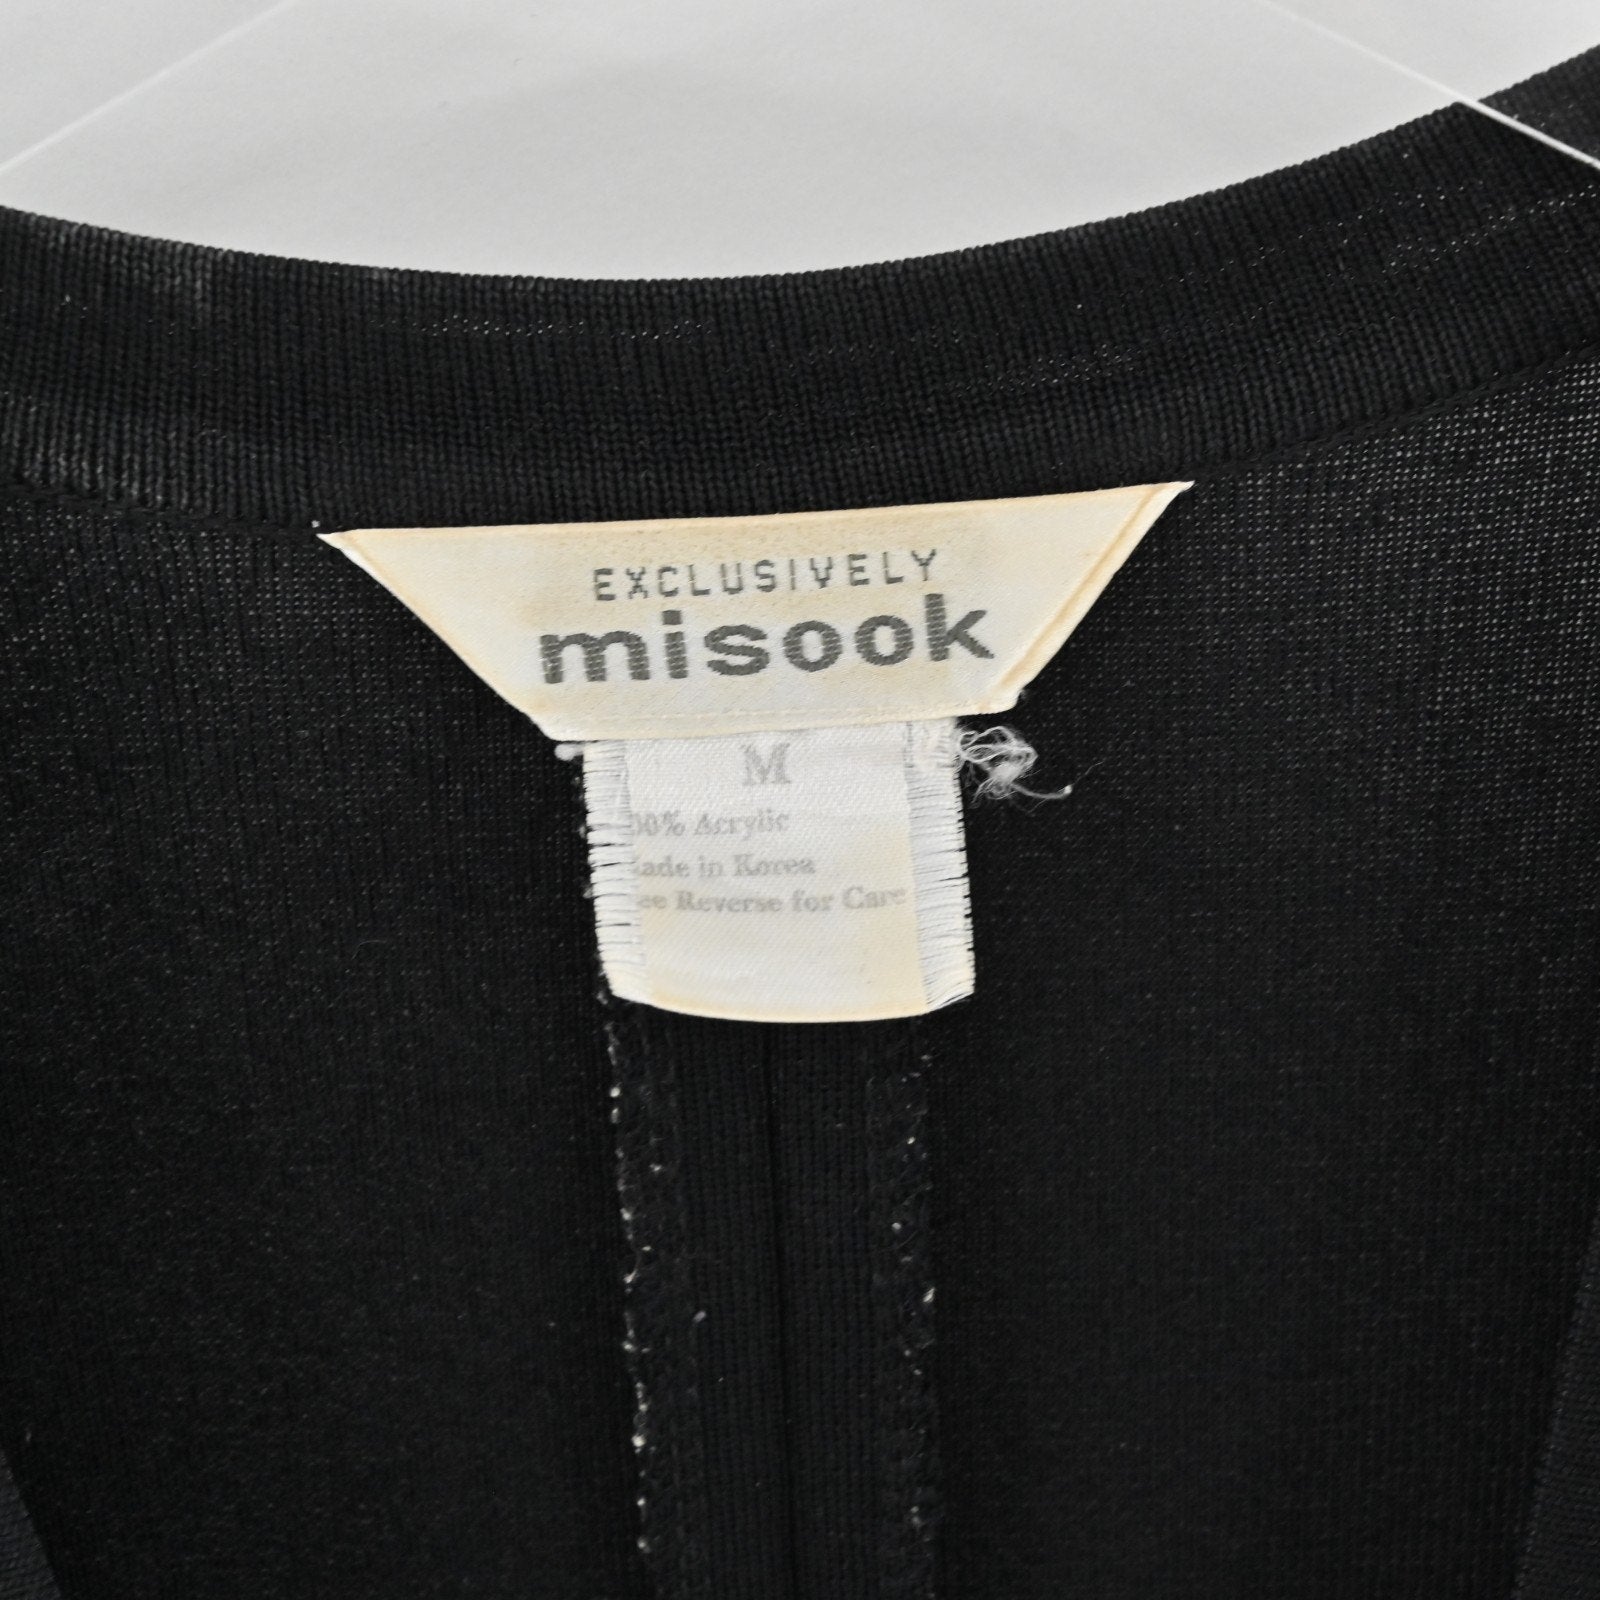 EXCLUSIVELY
misook
M
00% Acrylic
ade in Korea
ee Reverse for Care